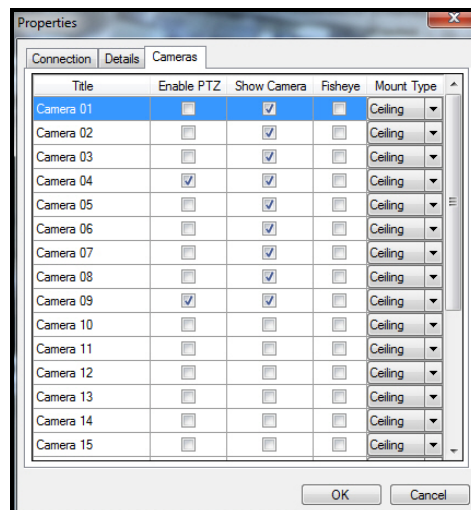 Properties
Connection Details Cameras
Title Enable PTZ Show Camera Fisheye Mount Type
Camera 01 Ceiling
Camera 02 Ceiling
Camera 03 Ceiling
Camera 04 Ceiling
Camera 05 Ceiling
Camera 06 Ceiling
Camera 07 Ceiling
Camera 08 Ceiling
Camera 09 Ceiling
Camera 10 Ceiling
Camera 11 Ceiling
Camera 12 Ceiling
Camera 13 Ceiling
Camera 14 Ceiling
Camera 15 Ceiling
OK Cancel